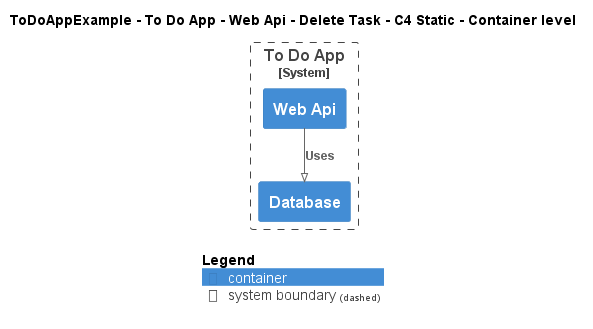 ToDoAppExample - To Do App - Web Api - Delete Task - C4 Static - Container level
To Do App
[System]
Web Api
Uses
Database
Legend
container
system boundary (dashed)